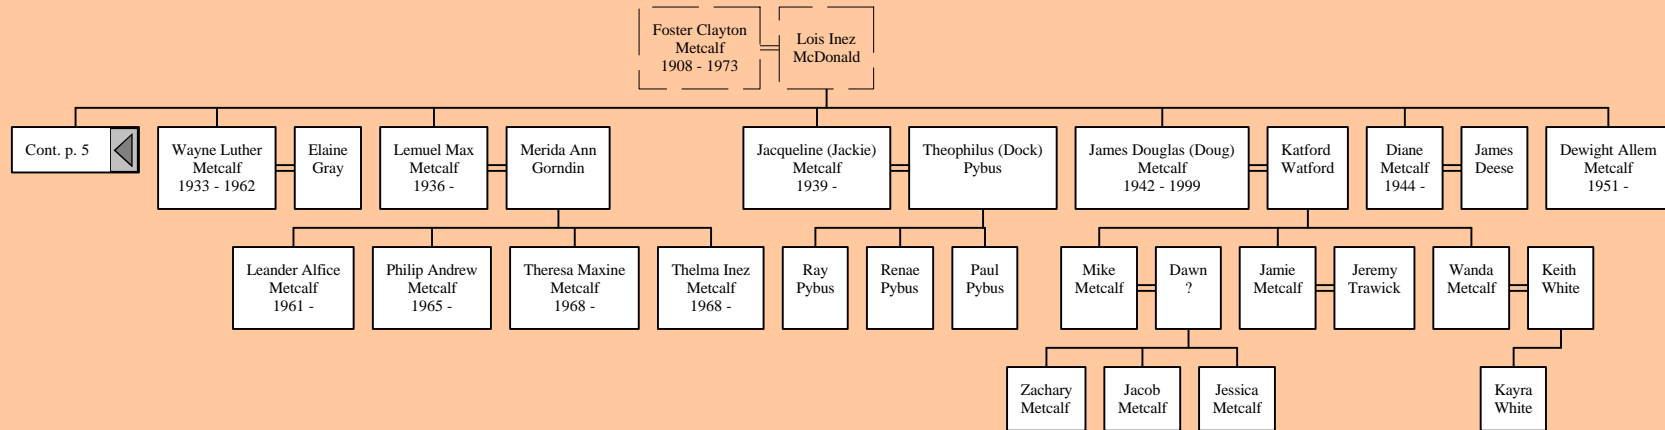 Foster Clayton
Metcalf
1908 - 1973
Lois Inez
McDonald
Cont. p. 5
Wayne Luther
Metcalf
1933 - 1962
Elaine
Gray
Lemuel Max
Metcalf
1936 -
Merida Ann
Gorndin
Jacqueline (Jackie)
Metcalf
1939 -
Theophilus (Dock)
Pybus
James Douglas (Doug)
Metcalf
1942 - 1999
Katford
Watford
Diane
Metcalf
1944 -
James
Deese
Dewight Allem
Metcalf
1951 -
Leander Alfice
Metcalf
1961 -
Philip Andrew
Metcalf
1965 -
Theresa Maxine
Metcalf
1968 -
Thelma Inez
Metcalf
1968 -
Ray
Pybus
Renae
Pybus
Paul
Pybus
Mike
Metcalf
Dawn
?
Jamie
Metcalf
Jeremy
Trawick
Wanda
Metcalf
Keith
White
Zachary
Metcalf
Jacob
Metcalf
Jessica
Metcalf
Kayra
White